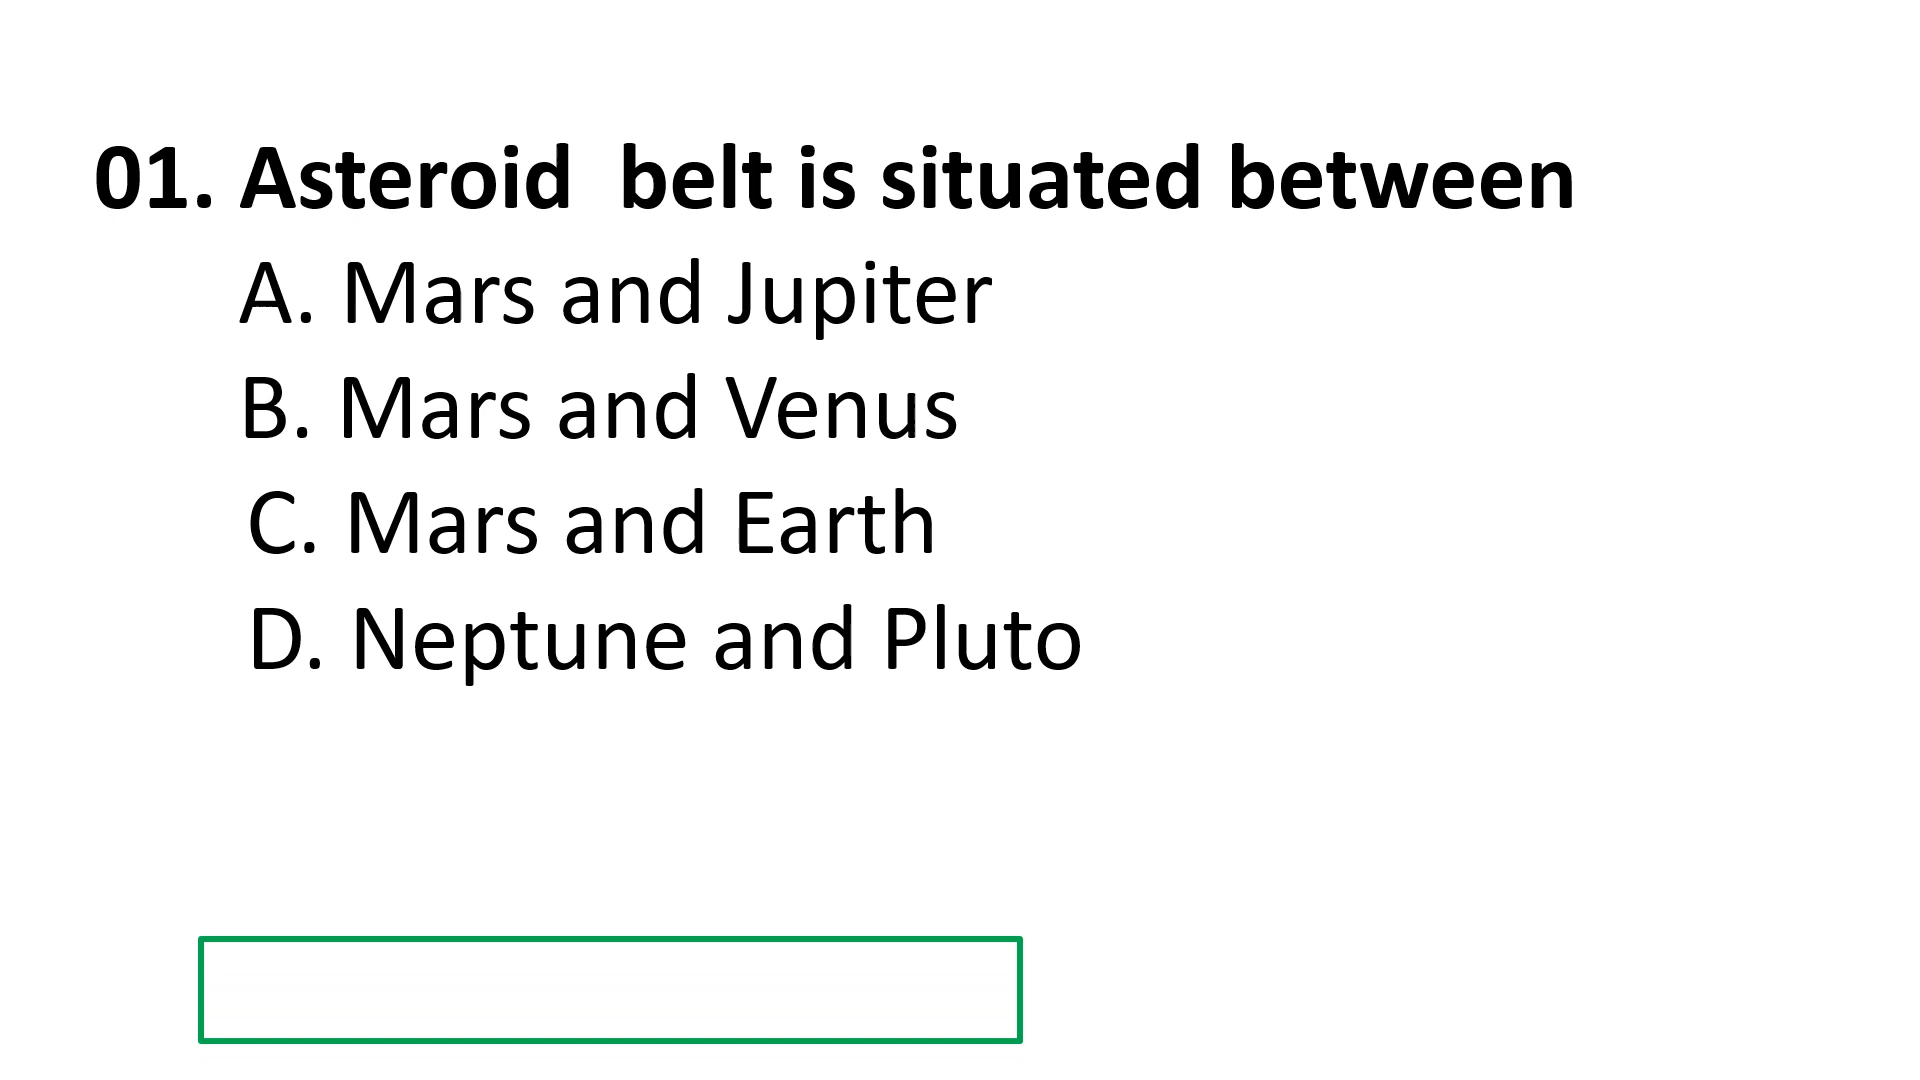 01. Asteroid  belt is situated between
A. Mars and Jupiter
B. Mars and Venus
C. Mars and Earth
D. Neptune and Pluto